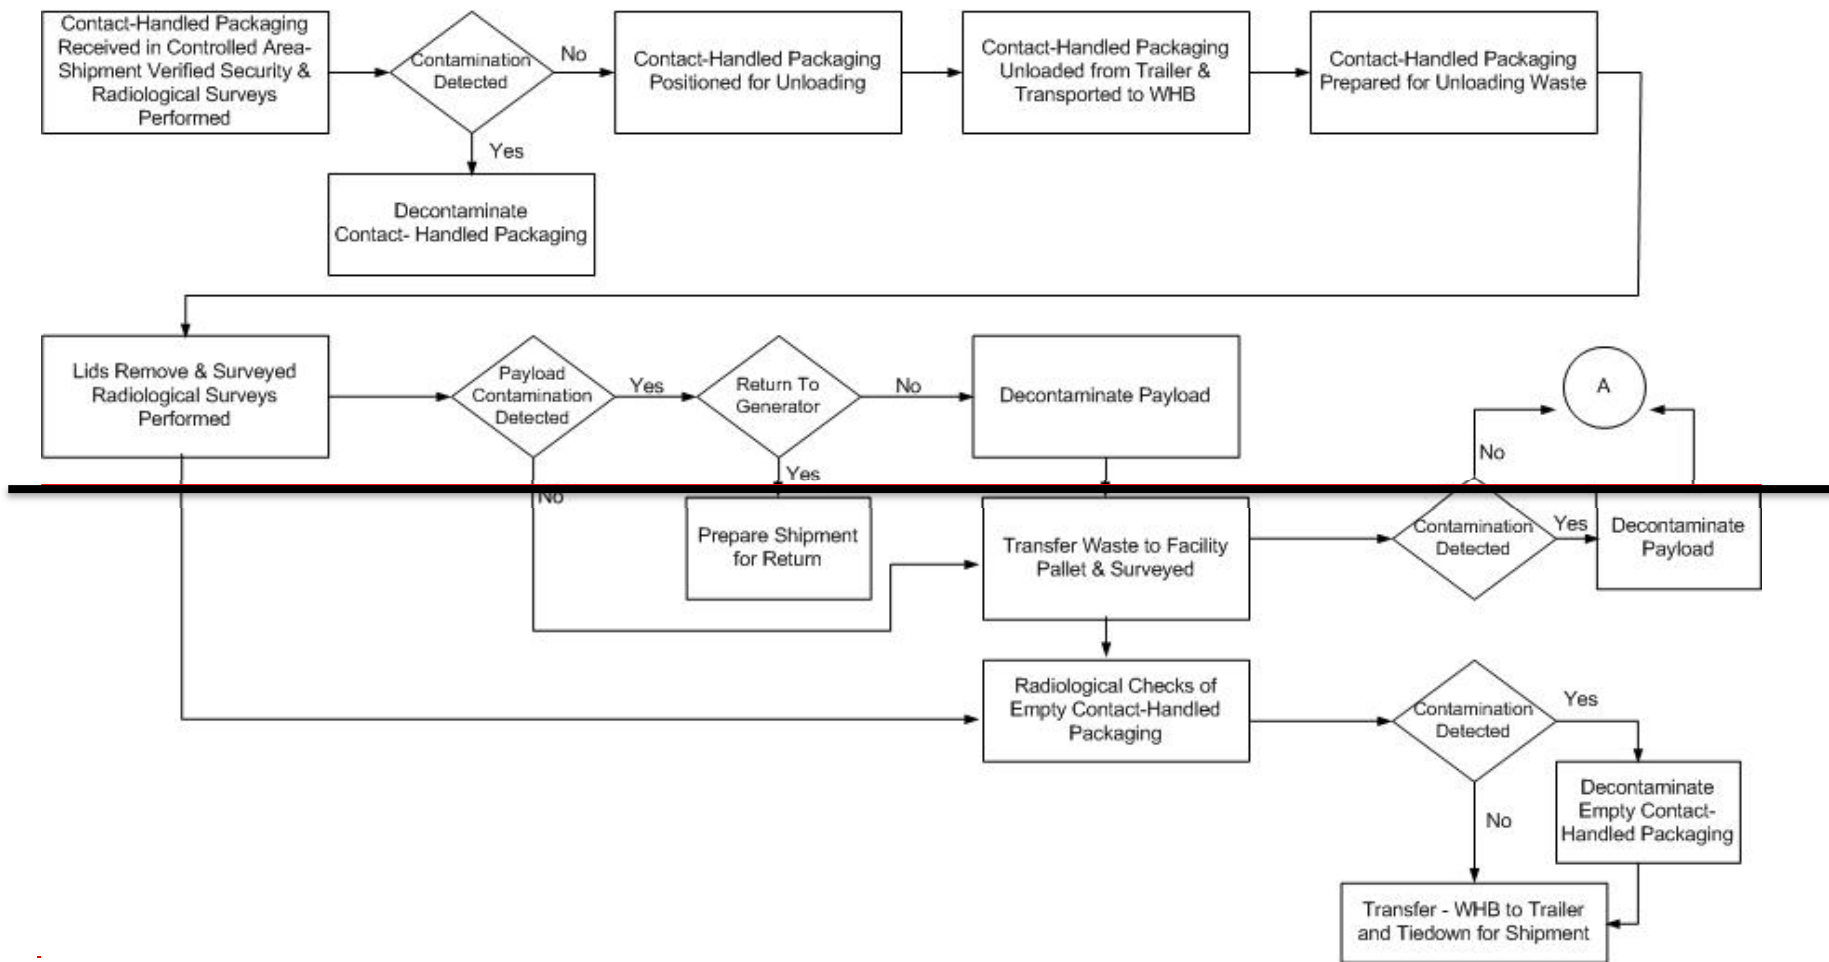 Contact-Handled Packaging
Received in Controlled Area-
Shipment Verified Security &
Radiological Surveys
Performed
Contamination
Detected
No
Yes
Decontaminate
Contact- Handled Packaging
Contact-Handled Packaging
Positioned for Unloading
Contact-Handled Packaging
Unloaded from Trailer &
Transported to WHB
Contact-Handled Packaging
Prepared for Unloading Waste
Lids Remove & Surveyed
Radiological Surveys
Performed
Payload
Contamination
Detected
Yes
No
Return To
Generator
No
Yes
Decontaminate Payload
Prepare Shipment
for Return
Transfer Waste to Facility
Pallet & Surveyed
Contamination
Detected
No
Yes
A
Decontaminate
Payload
Radiological Checks of
Empty Contact-Handled
Packaging
Contamination
Detected
Yes
No
Decontaminate
Empty Contact-
Handled Packaging
Transfer - WHB to Trailer
and Tiedown for Shipment